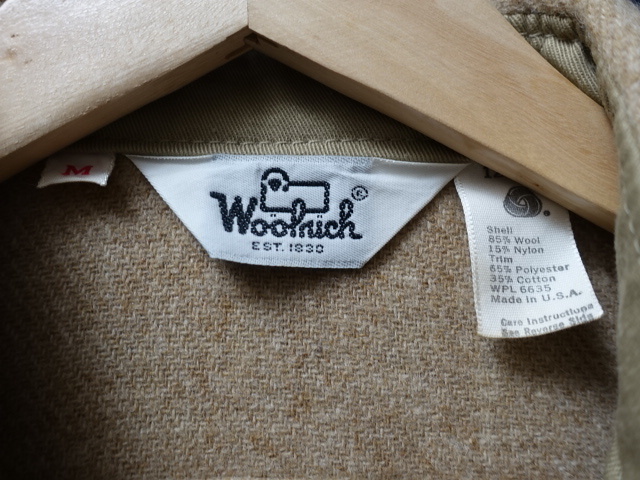 M
Woolrich
®
EST. 1830
Shell
85% Wool
15% Nylon
Trim
65% Polyester
35% Cotton
WPL 6635
Made in U.S.A.
Care Instructions
See Reverse Side